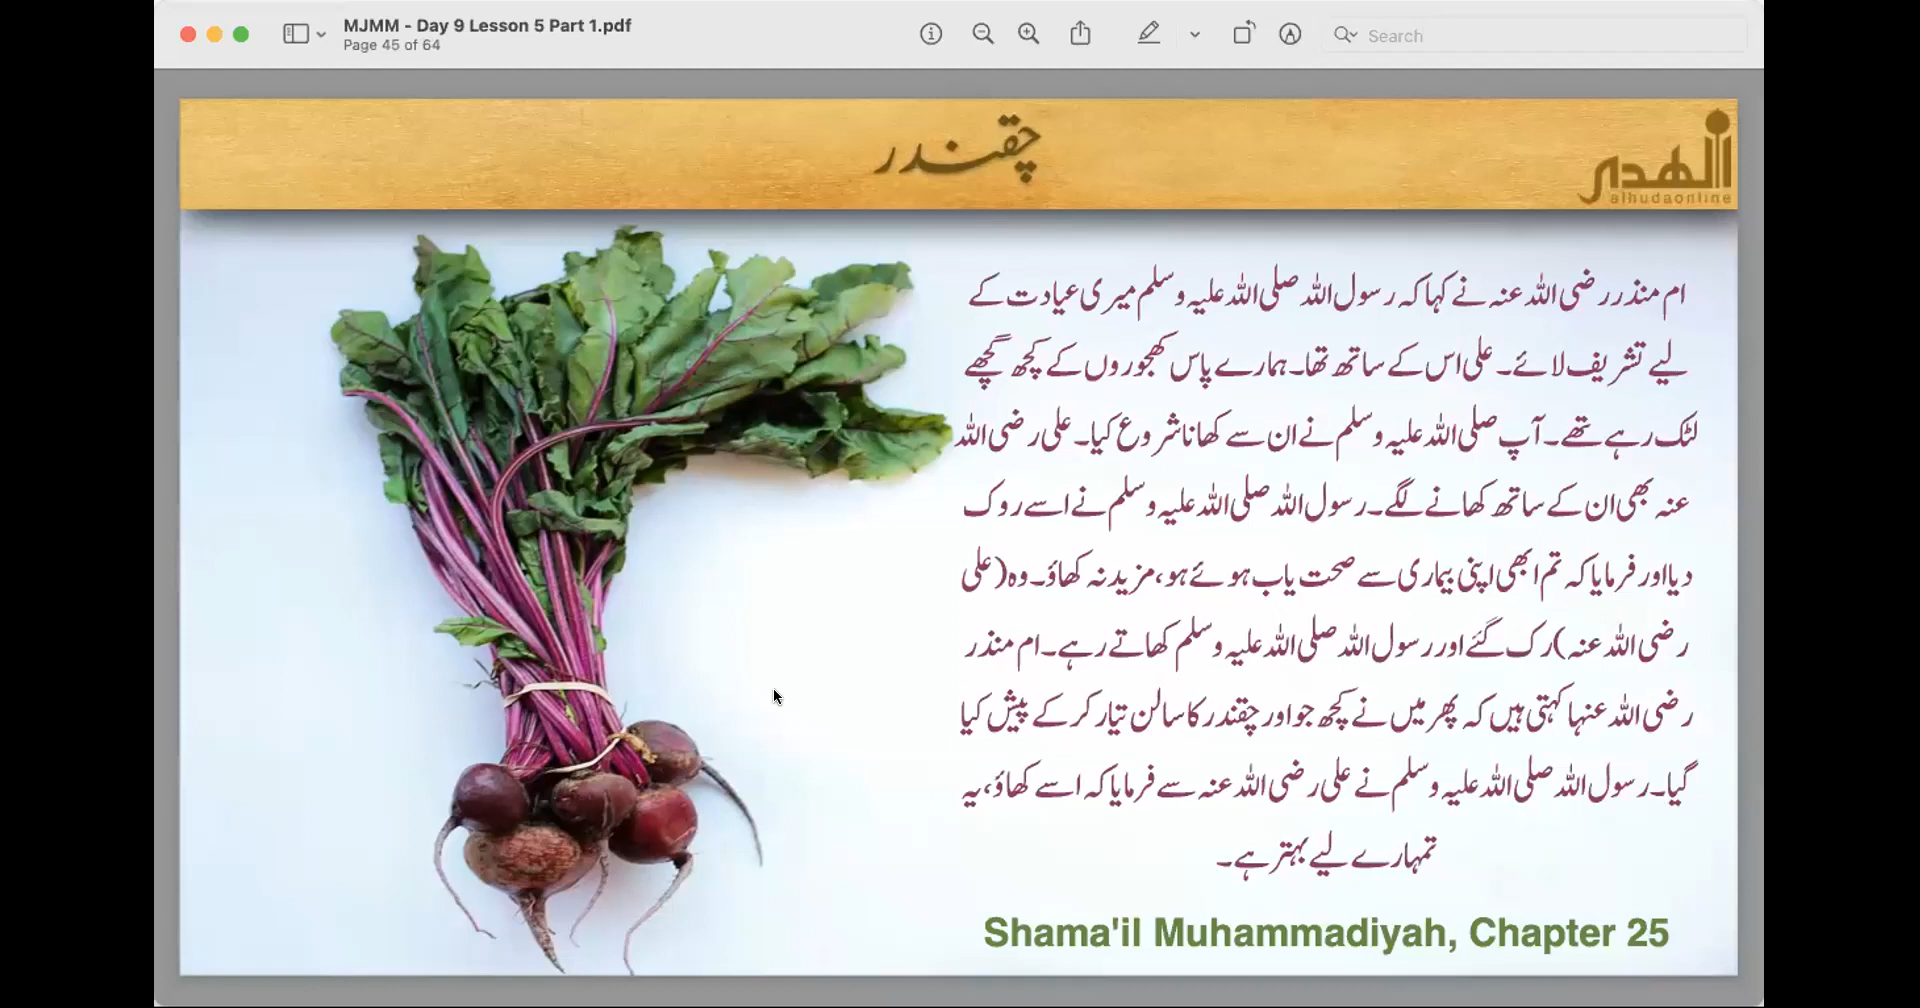 MJMM - Day 9 Lesson 5 Part 1.pdf
Page 45 of 64
Search
چقندر
الهدى
alhudaonline
ام منذر رضی اللہ عنہ نے کہا کہ رسول اللہ صلی اللہ علیہ وسلم میری عیادت کے
لیے تشریف لائے۔ علی اس کے ساتھ تھا۔ ہمارے پاس کھجوروں کے کچھ گچھے
لٹک رہے تھے۔ آپ صلی اللہ علیہ وسلم نے ان سے کھانا شروع کیا۔ علی رضی اللہ
عنہ بھی ان کے ساتھ کھانے لگے۔ رسول اللہ صلی اللہ علیہ وسلم نے اسے روک
دیا اور فرمایا کہ تم ابھی اپنی بیماری سے صحت یاب ہوئے ہو، مزید نہ کھاؤ۔ وہ (علی
رضی اللہ عنہ) رک گئے اور رسول اللہ صلی اللہ علیہ وسلم کھاتے رہے۔ ام منذر
رضی اللہ عنہا کہتی ہیں کہ پھر میں نے کچھ جو اور چقندر کا سالن تیار کر کے پیش کیا
گیا۔ رسول اللہ صلی اللہ علیہ وسلم نے علی رضی اللہ عنہ سے فرمایا کہ اسے کھاؤ، یہ
تمہارے لیے بہتر ہے۔
Shama'il Muhammadiyah, Chapter 25